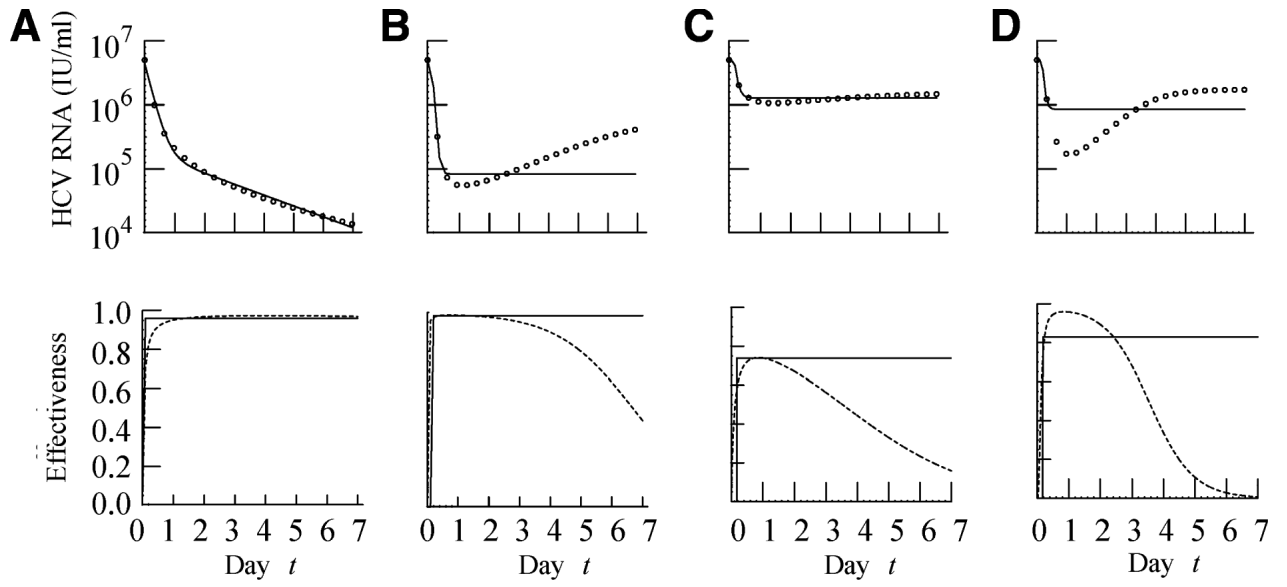 A B C D
HCV RNA (IU/ml)
10^7
10^6
10^5
10^4
Effectiveness
1.0
0.8
0.6
0.4
0.2
0.0
0 1 2 3 4 5 6 7 0 1 2 3 4 5 6 7 0 1 2 3 4 5 6 7 0 1 2 3 4 5 6 7
Day t Day t Day t Day t